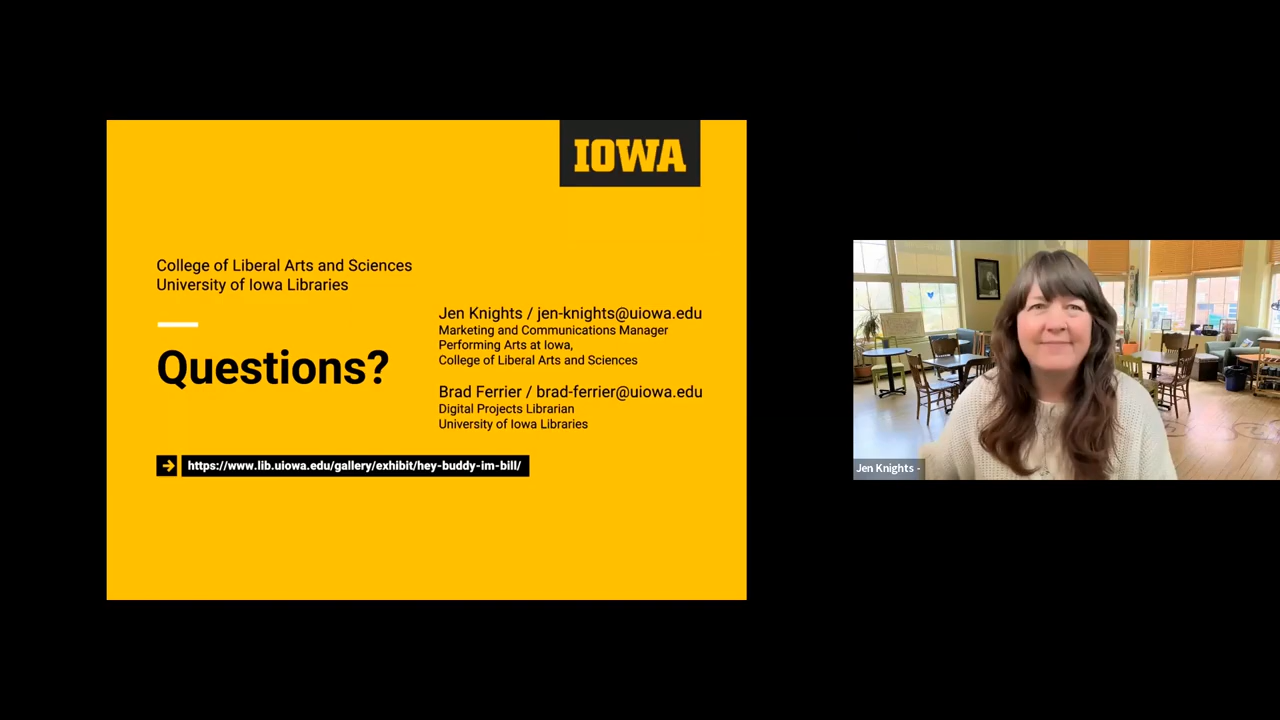 IOWA
College of Liberal Arts and Sciences
University of Iowa Libraries
Questions?
Jen Knights / jen-knights@uiowa.edu
Marketing and Communications Manager
Performing Arts at Iowa,
College of Liberal Arts and Sciences
Brad Ferrier / brad-ferrier@uiowa.edu
Digital Projects Librarian
University of Iowa Libraries
https://www.lib.uiowa.edu/gallery/exhibit/hey-buddy-im-bill/
Jen Knights -